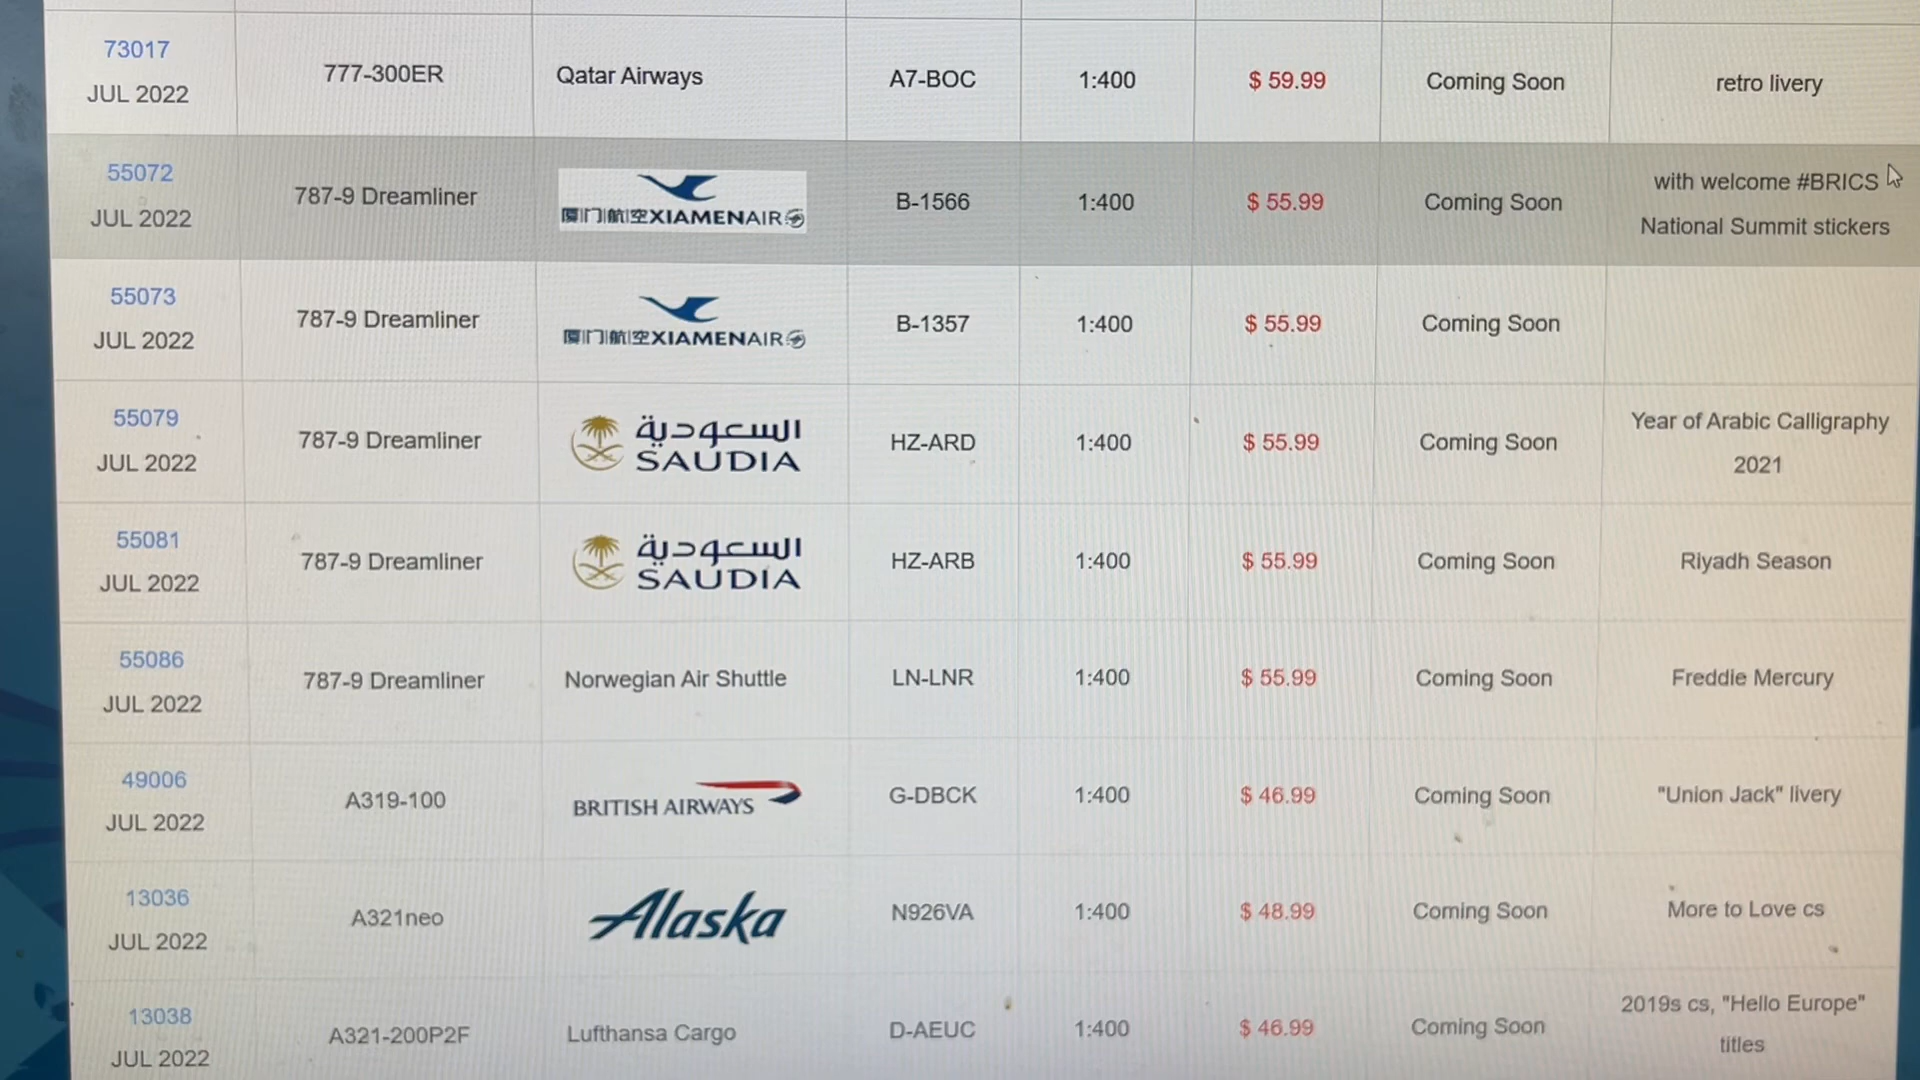 73017
JUL 2022
777-300ER
Qatar Airways
A7-BOC
1:400
$ 59.99
Coming Soon
retro livery
55072
JUL 2022
787-9 Dreamliner
厦门航空XIAMENAIR
B-1566
1:400
$ 55.99
Coming Soon
with welcome #BRICS
National Summit stickers
55073
JUL 2022
787-9 Dreamliner
厦门航空XIAMENAIR
B-1357
1:400
$ 55.99
Coming Soon
55079
JUL 2022
787-9 Dreamliner
السعودية
SAUDIA
HZ-ARD
1:400
$ 55.99
Coming Soon
Year of Arabic Calligraphy
2021
55081
JUL 2022
787-9 Dreamliner
السعودية
SAUDIA
HZ-ARB
1:400
$ 55.99
Coming Soon
Riyadh Season
55086
JUL 2022
787-9 Dreamliner
Norwegian Air Shuttle
LN-LNR
1:400
$ 55.99
Coming Soon
Freddie Mercury
49006
JUL 2022
A319-100
BRITISH AIRWAYS
G-DBCK
1:400
$ 46.99
Coming Soon
"Union Jack" livery
13036
JUL 2022
A321neo
Alaska
N926VA
1:400
$ 48.99
Coming Soon
More to Love cs
13038
JUL 2022
A321-200P2F
Lufthansa Cargo
D-AEUC
1:400
$ 46.99
Coming Soon
2019s cs, "Hello Europe"
titles